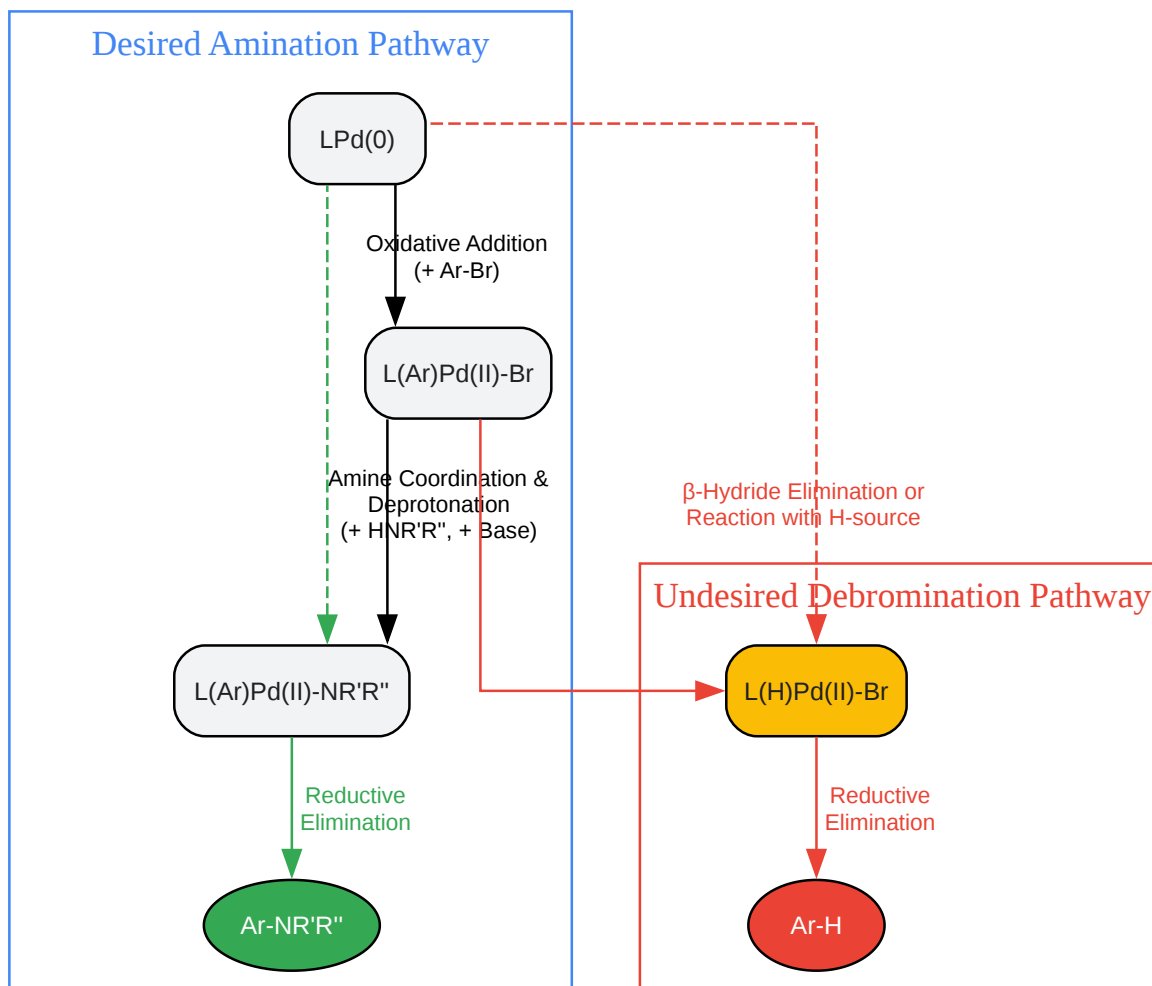 Desired Amination Pathway
LPd(0)
Oxidative Addition
(+ Ar-Br)
L(Ar)Pd(II)-Br
Amine Coordination &
Deprotonation
(+ HNR'R'', + Base)
β-Hydride Elimination or
Reaction with H-source
Undesired Debromination Pathway
L(Ar)Pd(II)-NR'R''
L(H)Pd(II)-Br
Reductive
Elimination
Reductive
Elimination
Ar-NR'R''
Ar-H